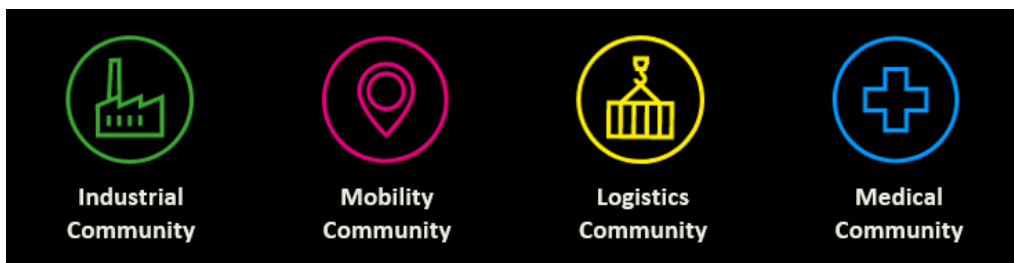 Industrial
Community
Mobility
Community
Logistics
Community
Medical
Community